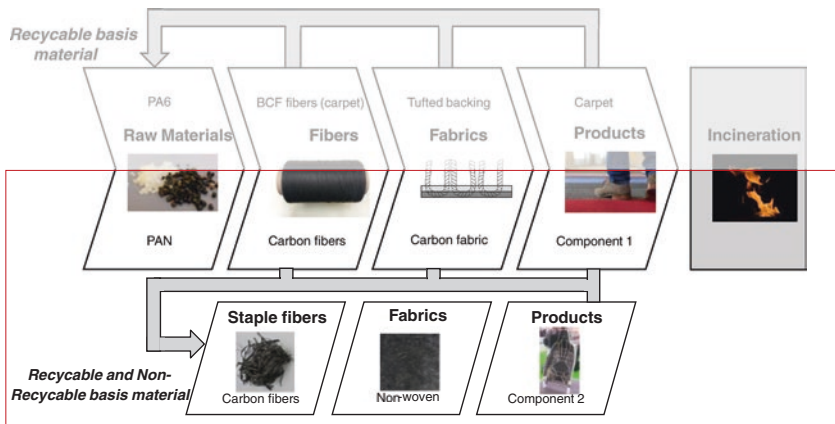 Recycable basis
material
PA6
BCF fibers (carpet)
Tufted backing
Carpet
Raw Materials
Fibers
Fabrics
Products
Incineration
PAN
Carbon fibers
Carbon fabric
Component 1
Staple fibers
Fabrics
Products
Recycable and Non-
Recycable basis material
Carbon fibers
Non-woven
Component 2